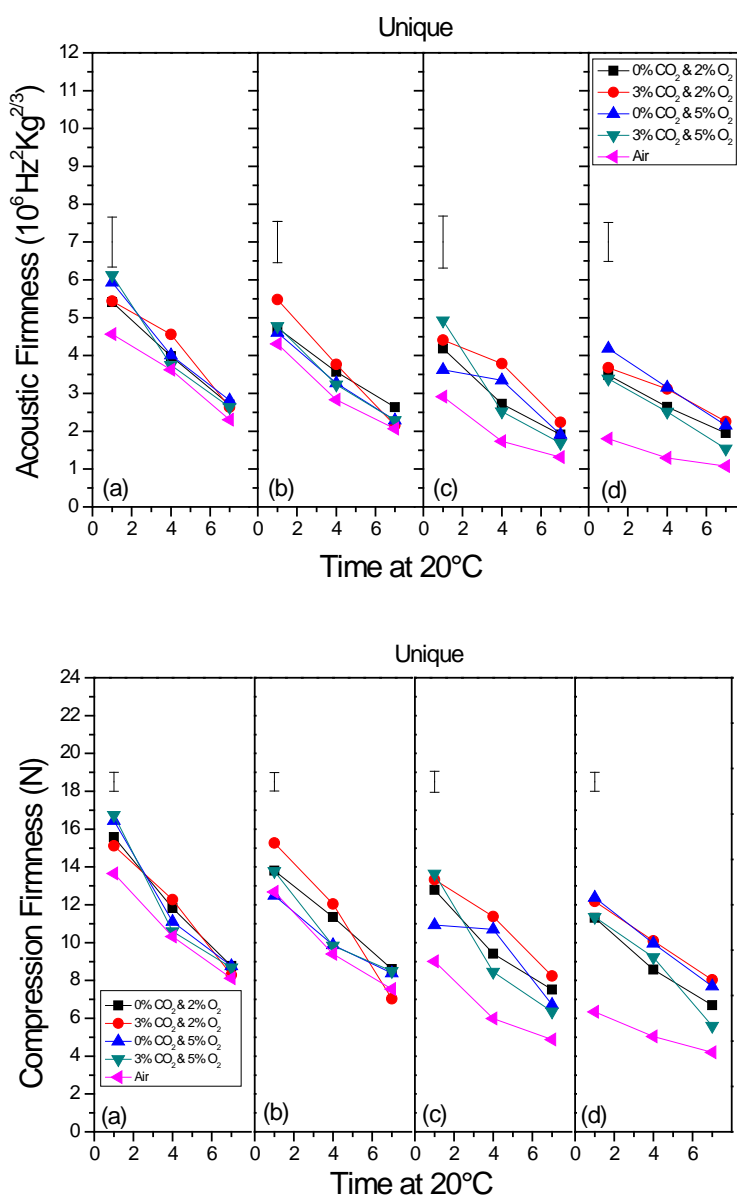 Unique
Acoustic Firmness (10⁶ Hz² Kg²/³)
12
11
10
9
8
7
6
5
4
3
2
1
0
0% CO₂ & 2% O₂
3% CO₂ & 2% O₂
0% CO₂ & 5% O₂
3% CO₂ & 5% O₂
Air
(a) (b) (c) (d)
0 2 4 6 0 2 4 6 0 2 4 6 0 2 4 6
Time at 20°C
Unique
Compression Firmness (N)
24
22
20
18
16
14
12
10
8
6
4
2
0
0% CO₂ & 2% O₂
3% CO₂ & 2% O₂
0% CO₂ & 5% O₂
3% CO₂ & 5% O₂
Air
(a) (b) (c) (d)
0 2 4 6 0 2 4 6 0 2 4 6 0 2 4 6 8
Time at 20°C